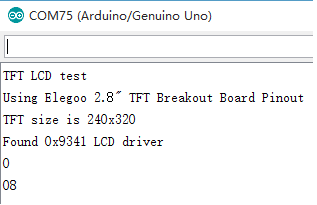 COM75 (Arduino/Genuino Uno)
TFT LCD test
Using Elegoo 2.8" TFT Breakout Board Pinout
TFT size is 240x320
Found 0x9341 LCD driver
0
08